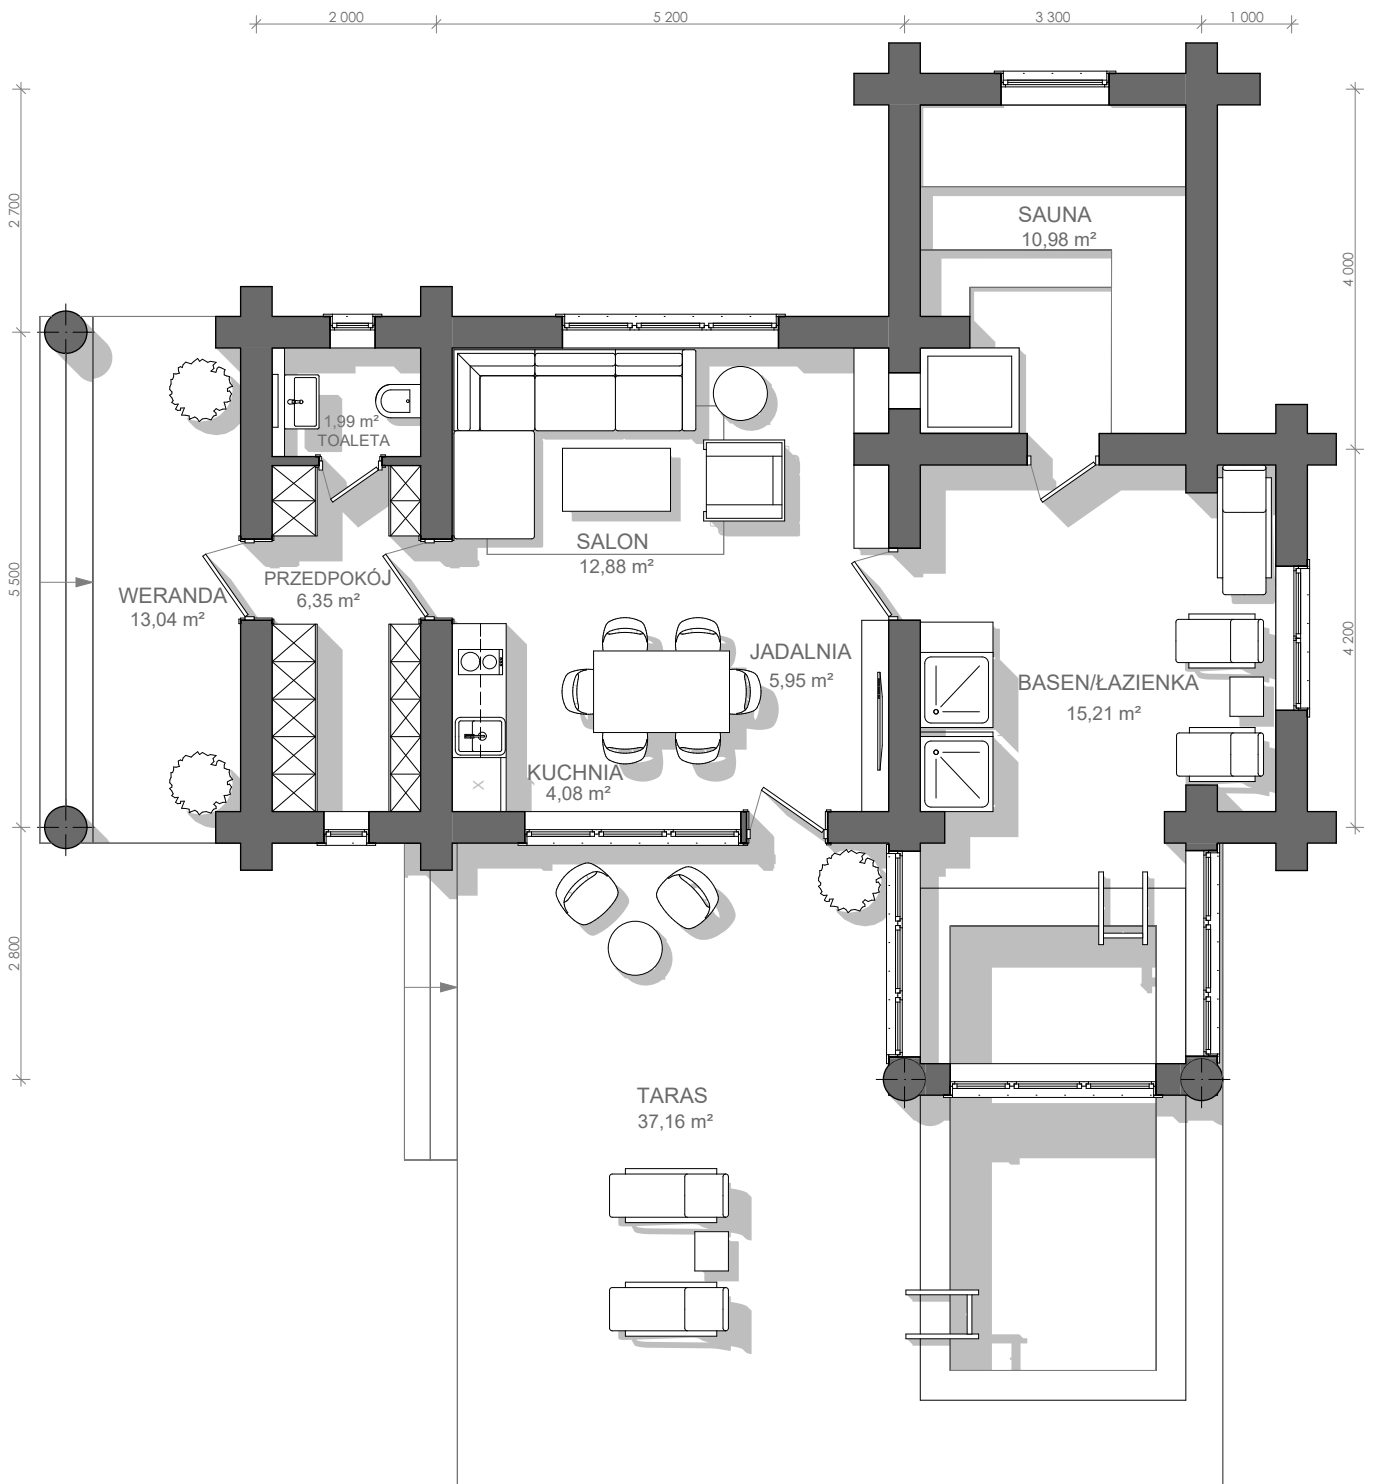 2 000
5 200
3 300
1 000
2 700
4 000
SAUNA
10,98 m²
1,99 m²
TOALETA
SALON
12,88 m²
PRZEDPOKÓJ
6,35 m²
WERANDA
13,04 m²
5 500
4 200
JADALNIA
5,95 m²
BASEN/ŁAZIENKA
15,21 m²
KUCHNIA
4,08 m²
2 800
TARAS
37,16 m²